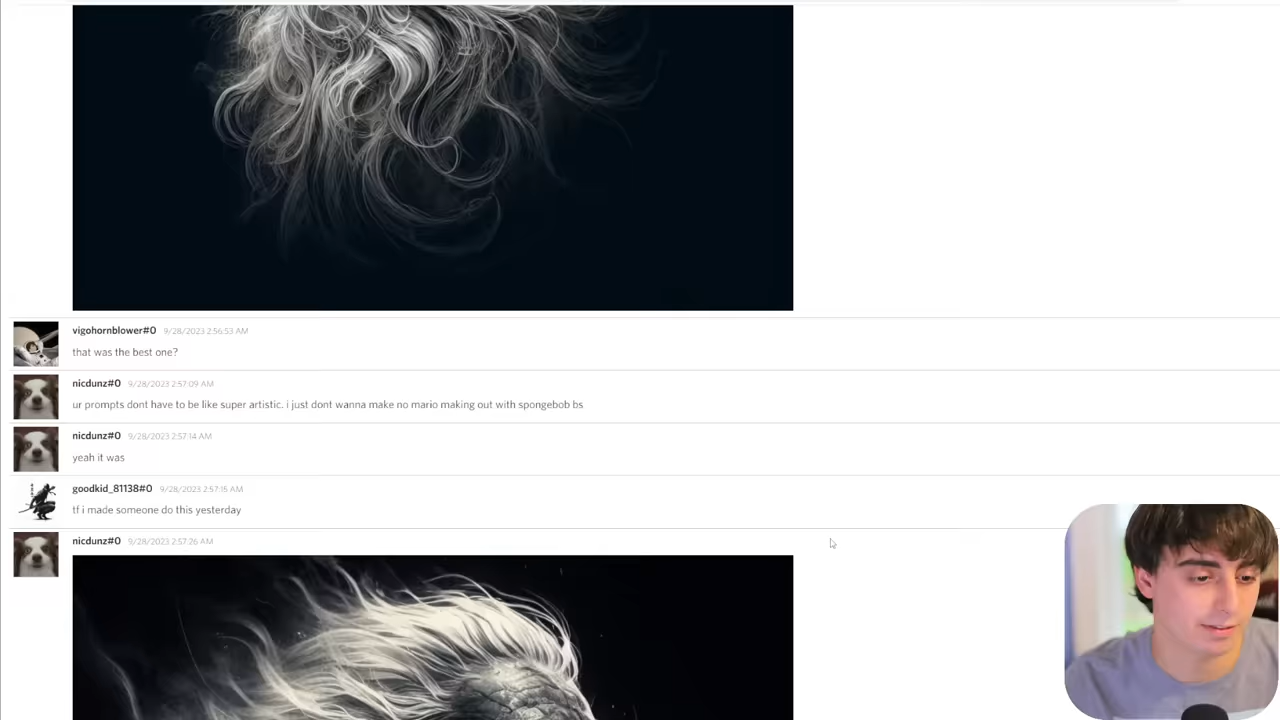 vigohornblower#0 9/28/2023 2:56:53 AM
that was the best one?
nicdunz#0 9/28/2023 2:57:09 AM
ur prompts dont have to be like super artistic. i just dont wanna make no mario making out with spongebob bs
nicdunz#0 9/28/2023 2:57:14 AM
yeah it was
goodkid_81138#0 9/28/2023 2:57:15 AM
tf i made someone do this yesterday
nicdunz#0 9/28/2023 2:57:26 AM